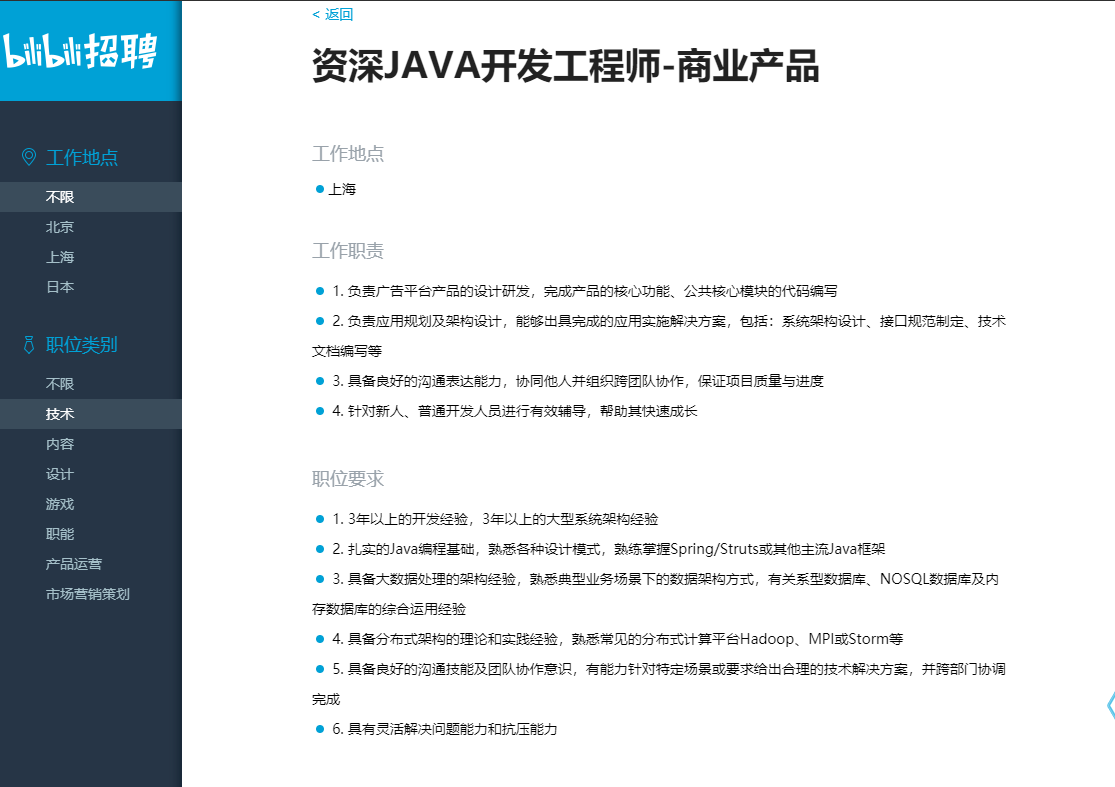 bilibili招聘
工作地点
不限
北京
上海
日本
职位类别
不限
技术
内容
设计
游戏
职能
产品运营
市场营销策划
< 返回
资深JAVA开发工程师-商业产品
工作地点
上海
工作职责
1. 负责广告平台产品的设计研发，完成产品的核心功能、公共核心模块的代码编写
2. 负责应用规划及架构设计，能够出具完成的应用实施解决方案，包括：系统架构设计、接口规范制定、技术
文档编写等
3. 具备良好的沟通表达能力，协同他人并组织跨团队协作，保证项目质量与进度
4. 针对新人、普通开发人员进行有效辅导，帮助其快速成长
职位要求
1. 3年以上的开发经验，3年以上的大型系统架构经验
2. 扎实的Java编程基础，熟悉各种设计模式，熟练掌握Spring/Struts或其他主流Java框架
3. 具备大数据处理的架构经验，熟悉典型业务场景下的数据架构方式，有关系型数据库、NOSQL数据库及内
存数据库的综合运用经验
4. 具备分布式架构的理论和实践经验，熟悉常见的分布式计算平台Hadoop、MPI或Storm等
5. 具备良好的沟通技能及团队协作意识，有能力针对特定场景或要求给出合理的技术解决方案，并跨部门协调
完成
6. 具有灵活解决问题能力和抗压能力